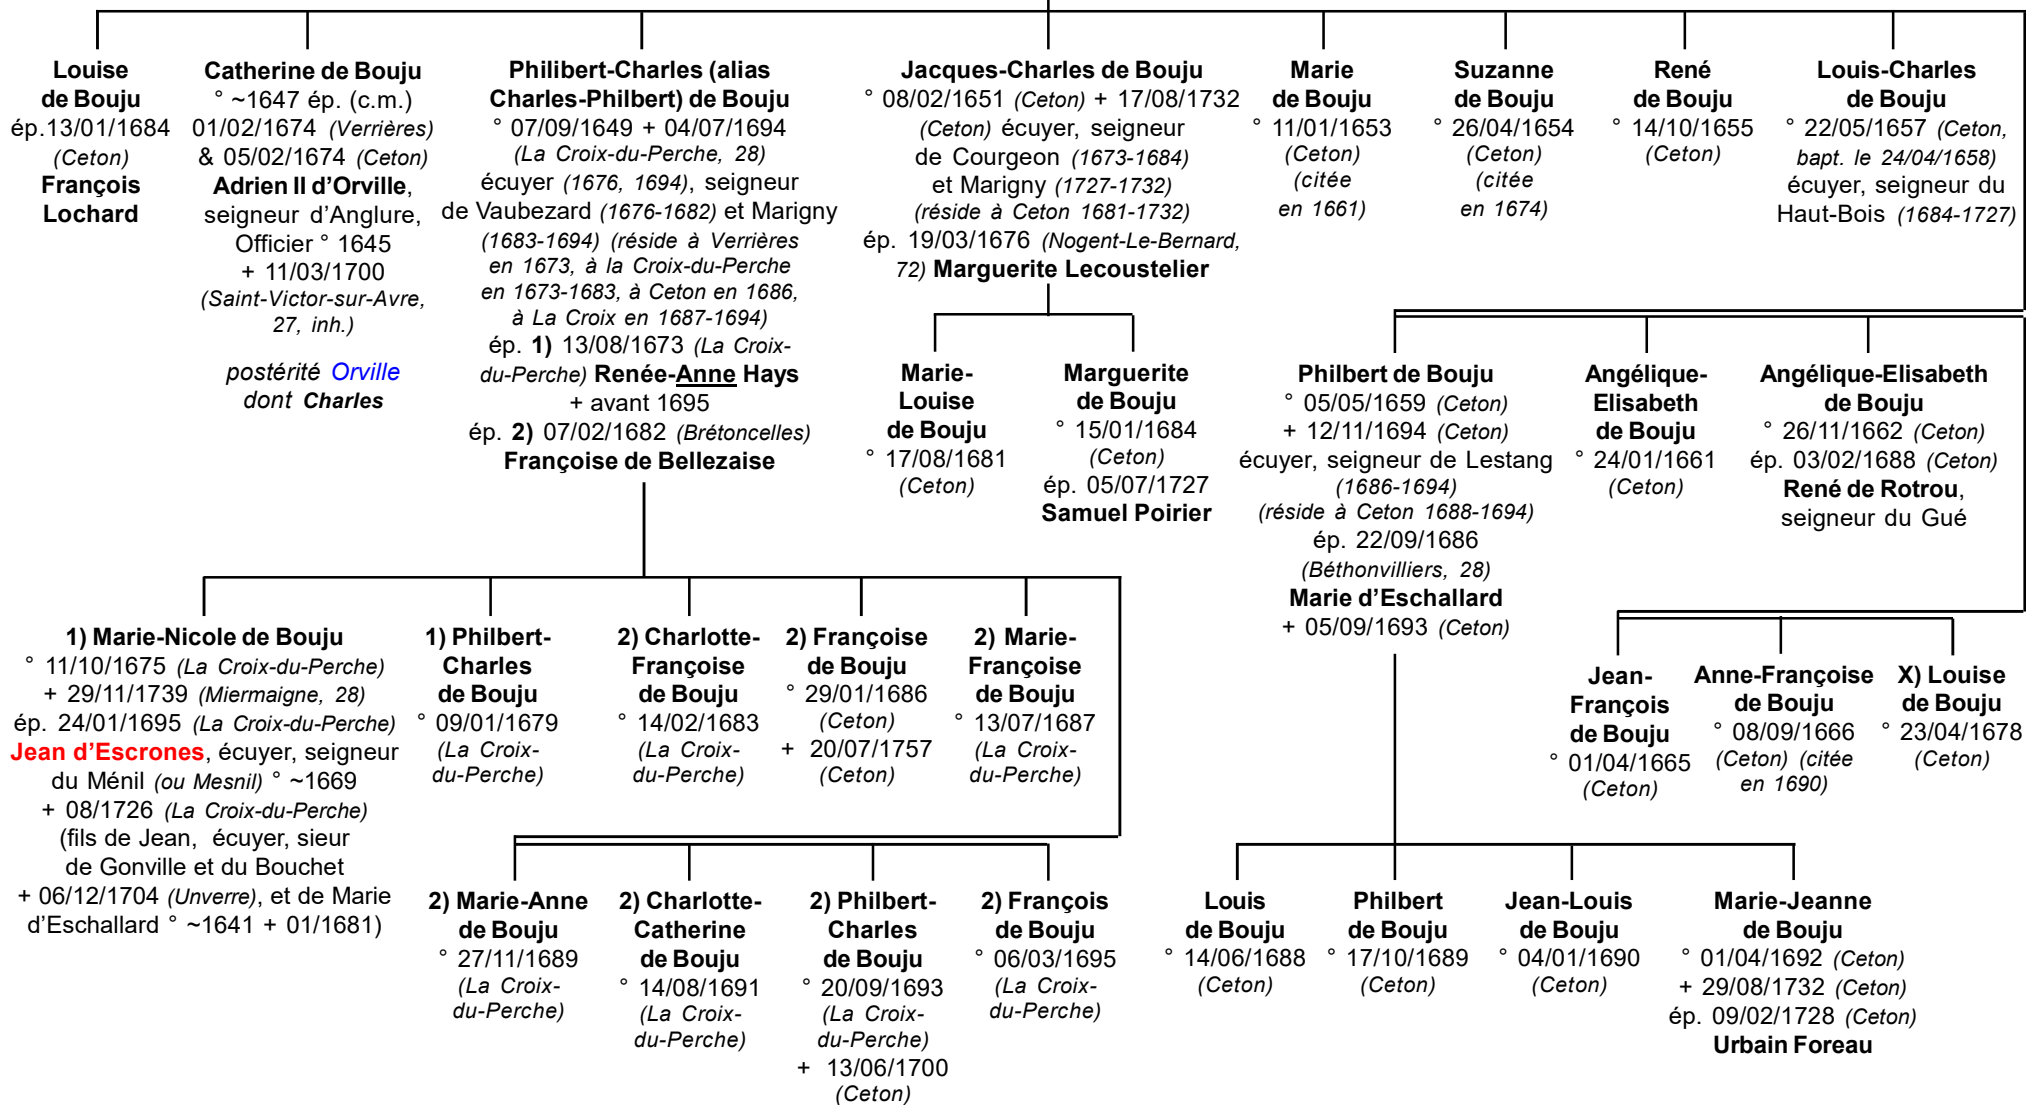 Louise
de Bouju
ép.13/01/1684
(Ceton)
François
Lochard
Catherine de Bouju
° ~1647 ép. (c.m.)
01/02/1674 (Verrières)
& 05/02/1674 (Ceton)
Adrien II d’Orville,
seigneur d’Anglure,
Officier ° 1645
+ 11/03/1700
(Saint-Victor-sur-Avre,
27, inh.)
postérité Orville
dont Charles
Philibert-Charles (alias
Charles-Philbert) de Bouju
° 07/09/1649 + 04/07/1694
(La Croix-du-Perche, 28)
écuyer (1676, 1694), seigneur
de Vaubezard (1676-1682) et Marigny
(1683-1694) (réside à Verrières
en 1673, à la Croix-du-Perche
en 1673-1683, à Ceton en 1686,
à La Croix en 1687-1694)
ép. 1) 13/08/1673 (La Croix-
du-Perche) Renée-Anne Hays
+ avant 1695
ép. 2) 07/02/1682 (Brétoncelles)
Françoise de Bellezaise
Jacques-Charles de Bouju
° 08/02/1651 (Ceton) + 17/08/1732
(Ceton) écuyer, seigneur
de Courgeon (1673-1684)
et Marigny (1727-1732)
(réside à Ceton 1681-1732)
ép. 19/03/1676 (Nogent-Le-Bernard,
72) Marguerite Lecoustelier
Marie
de Bouju
° 11/01/1653
(Ceton)
(citée
en 1661)
Suzanne
de Bouju
° 26/04/1654
(Ceton)
(citée
en 1674)
René
de Bouju
° 14/10/1655
(Ceton)
Louis-Charles
de Bouju
° 22/05/1657 (Ceton,
bapt. le 24/04/1658)
écuyer, seigneur du
Haut-Bois (1684-1727)
Marie-
Louise
de Bouju
° 17/08/1681
(Ceton)
Marguerite
de Bouju
° 15/01/1684
(Ceton)
ép. 05/07/1727
Samuel Poirier
Philbert de Bouju
° 05/05/1659 (Ceton)
+ 12/11/1694 (Ceton)
écuyer, seigneur de Lestang
(1686-1694)
(réside à Ceton 1688-1694)
ép. 22/09/1686
(Béthonvilliers, 28)
Marie d’Eschallard
+ 05/09/1693 (Ceton)
Angélique-
Elisabeth
de Bouju
° 24/01/1661
(Ceton)
Angélique-Elisabeth
de Bouju
° 26/11/1662 (Ceton)
ép. 03/02/1688 (Ceton)
René de Rotrou,
seigneur du Gué
1) Marie-Nicole de Bouju
° 11/10/1675 (La Croix-du-Perche)
+ 29/11/1739 (Miermaigne, 28)
ép. 24/01/1695 (La Croix-du-Perche)
Jean d’Escrones, écuyer, seigneur
du Ménil (ou Mesnil) ° ~1669
+ 08/1726 (La Croix-du-Perche)
(fils de Jean, écuyer, sieur
de Gonville et du Bouchet
+ 06/12/1704 (Unverre), et de Marie
d’Eschallard ° ~1641 + 01/1681)
1) Philbert-
Charles
de Bouju
° 09/01/1679
(La Croix-
du-Perche)
2) Charlotte-
Françoise
de Bouju
° 14/02/1683
(La Croix-
du-Perche)
2) Françoise
de Bouju
° 29/01/1686
(Ceton)
+ 20/07/1757
(Ceton)
2) Marie-
Françoise
de Bouju
° 13/07/1687
(La Croix-
du-Perche)
Jean-
François
de Bouju
° 01/04/1665
(Ceton)
Anne-Françoise
de Bouju
° 08/09/1666
(Ceton) (citée
en 1690)
X) Louise
de Bouju
° 23/04/1678
(Ceton)
2) Marie-Anne
de Bouju
° 27/11/1689
(La Croix-
du-Perche)
2) Charlotte-
Catherine
de Bouju
° 14/08/1691
(La Croix-
du-Perche)
2) Philbert-
Charles
de Bouju
° 20/09/1693
(La Croix-
du-Perche)
+ 13/06/1700
(Ceton)
2) François
de Bouju
° 06/03/1695
(La Croix-
du-Perche)
Louis
de Bouju
° 14/06/1688
(Ceton)
Philbert
de Bouju
° 17/10/1689
(Ceton)
Jean-Louis
de Bouju
° 04/01/1690
(Ceton)
Marie-Jeanne
de Bouju
° 01/04/1692 (Ceton)
+ 29/08/1732 (Ceton)
ép. 09/02/1728 (Ceton)
Urbain Foreau